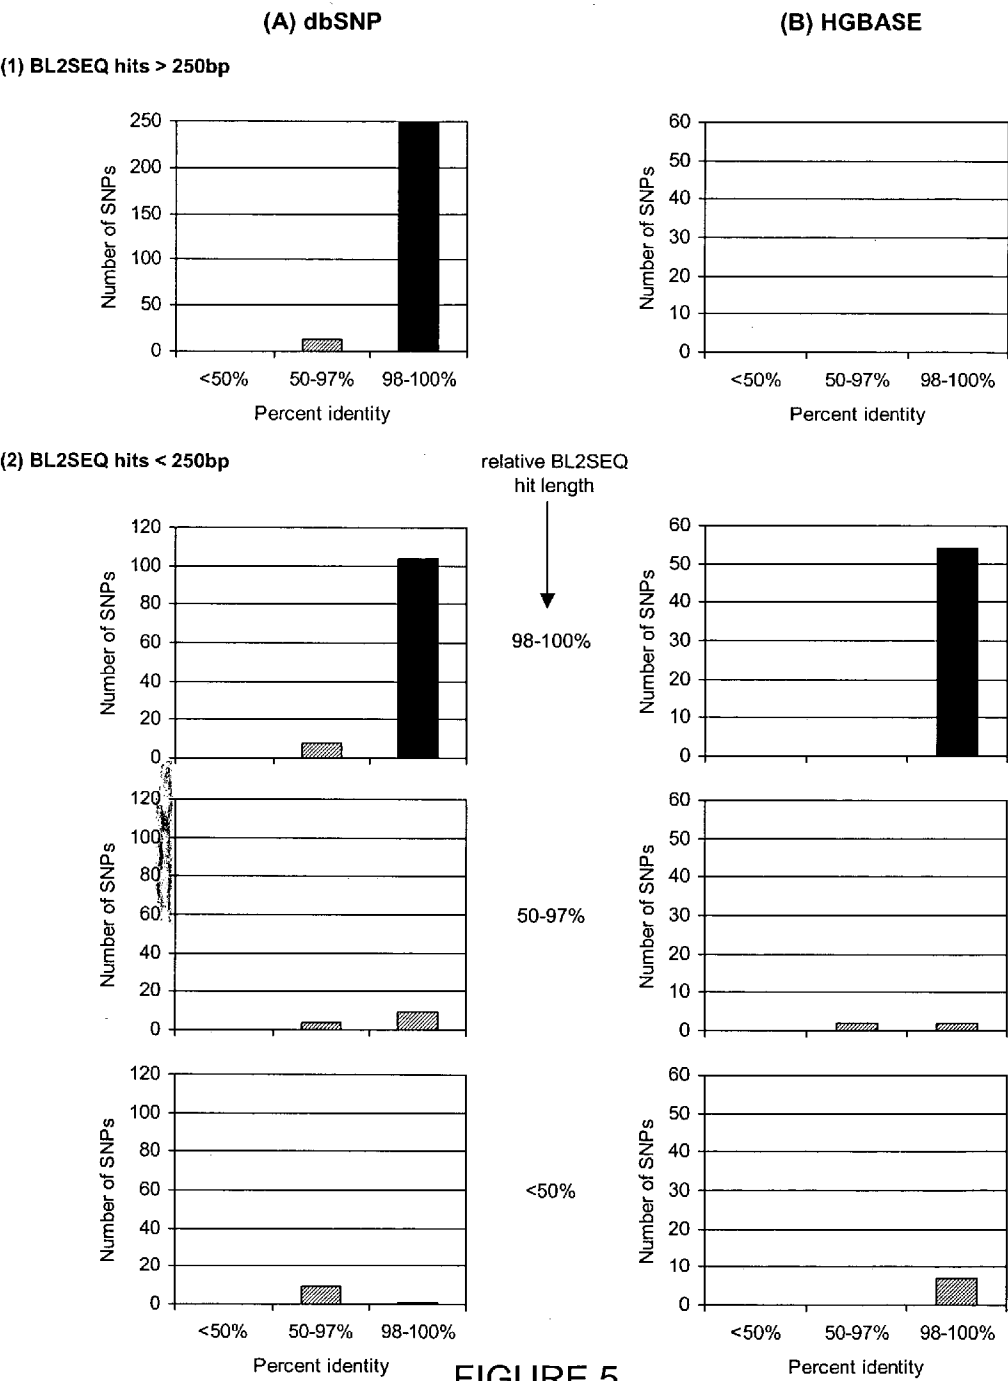 (A) dbSNP
(B) HGBASE
(1) BL2SEQ hits > 250bp
Number of SNPs
250
200
150
100
50
0
<50% 50-97% 98-100%
Percent identity
Number of SNPs
60
50
40
30
20
10
0
<50% 50-97% 98-100%
Percent identity
(2) BL2SEQ hits < 250bp
relative BL2SEQ
hit length
Number of SNPs
120
100
80
60
40
20
0
98-100%
Number of SNPs
60
50
40
30
20
10
0
Number of SNPs
120
100
80
60
40
20
0
50-97%
Number of SNPs
60
50
40
30
20
10
0
Number of SNPs
120
100
80
60
40
20
0
<50% 50-97% 98-100%
Percent identity
<50%
Number of SNPs
60
50
40
30
20
10
0
<50% 50-97% 98-100%
Percent identity
FIGURE 5